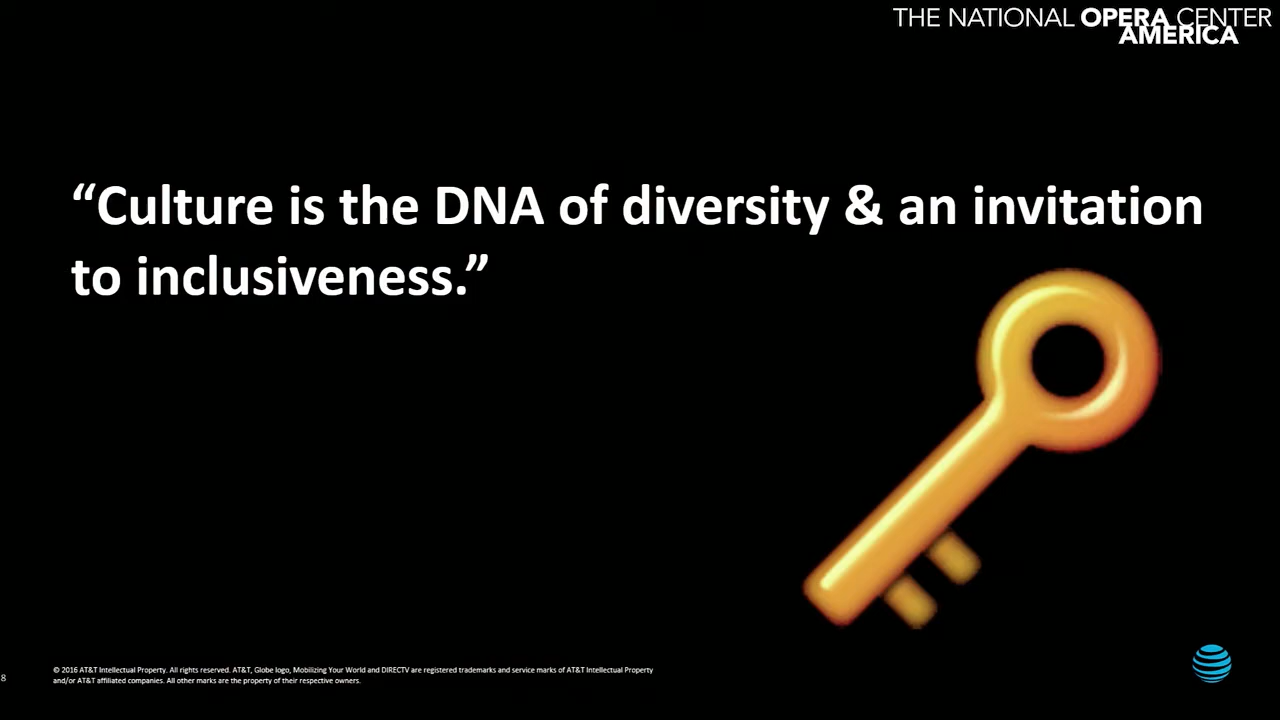 THE NATIONAL OPERA CENTER
AMERICA
“Culture is the DNA of diversity & an invitation
to inclusiveness.”
8
© 2016 AT&T Intellectual Property. All rights reserved. AT&T, Globe logo, Mobilizing Your World and DIRECTV are registered trademarks and service marks of AT&T Intellectual Property
and/or AT&T affiliated companies. All other marks are the property of their respective owners.